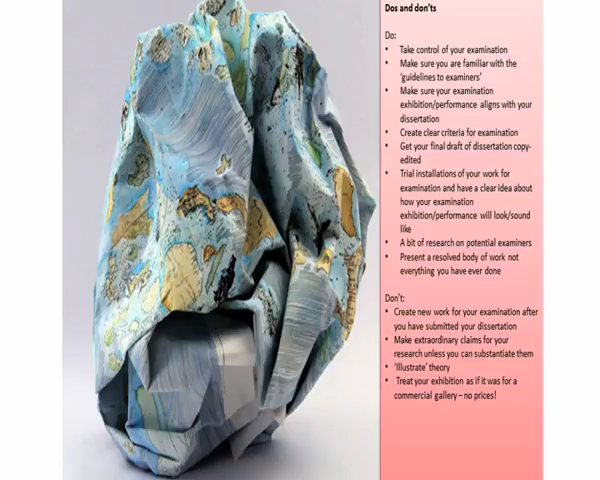 Dos and don'ts
Do:
• Take control of your examination
• Make sure you are familiar with the
'guidelines to examiners'
• Make sure your examination
exhibition/performance aligns with your
dissertation
• Create clear criteria for examination
• Get your final draft of dissertation copy-
edited
• Trial installations of your work for
examination and have a clear idea about
how your examination
exhibition/performance will look/sound
like
• A bit of research on potential examiners
• Present a resolved body of work not
everything you have ever done
Don't:
• Create new work for your examination after
you have submitted your dissertation
• Make extraordinary claims for your
research unless you can substantiate them
• 'Illustrate' theory
• Treat your exhibition as if it was for a
commercial gallery – no prices!